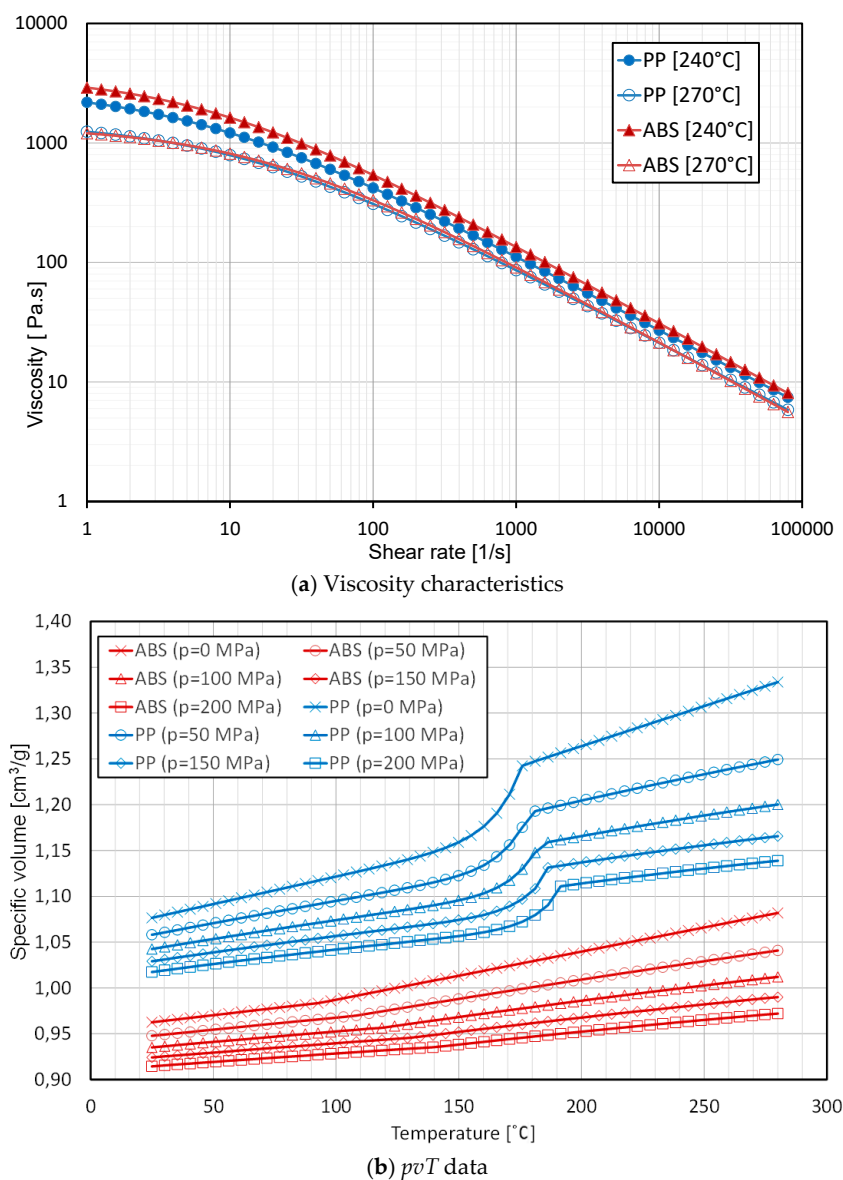 10000
1000
100
10
1
Viscosity [ Pa.s]
PP [240°C]
PP [270°C]
ABS [240°C]
ABS [270°C]
1 10 100 1000 10000 100000
Shear rate [1/s]
(a) Viscosity characteristics
1,40
1,35
1,30
1,25
1,20
1,15
1,10
1,05
1,00
0,95
0,90
Specific volume [cm³/g]
ABS (p=0 MPa) ABS (p=50 MPa)
ABS (p=100 MPa) ABS (p=150 MPa)
ABS (p=200 MPa) PP (p=0 MPa)
PP (p=50 MPa) PP (p=100 MPa)
PP (p=150 MPa) PP (p=200 MPa)
0 50 100 150 200 250 300
Temperature [°C]
(b) pvT data